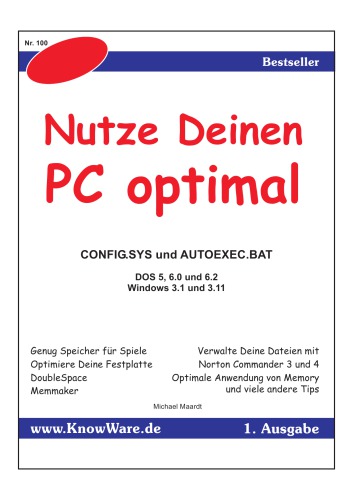 Nr. 100
Bestseller
Nutze Deinen
PC optimal
CONFIG.SYS und AUTOEXEC.BAT
DOS 5, 6.0 und 6.2
Windows 3.1 und 3.11
Genug Speicher für Spiele
Optimiere Deine Festplatte
DoubleSpace
Memmaker
Verwalte Deine Dateien mit
Norton Commander 3 und 4
Optimale Anwendung von Memory
und viele andere Tips
Michael Maardt
www.KnowWare.de
1. Ausgabe